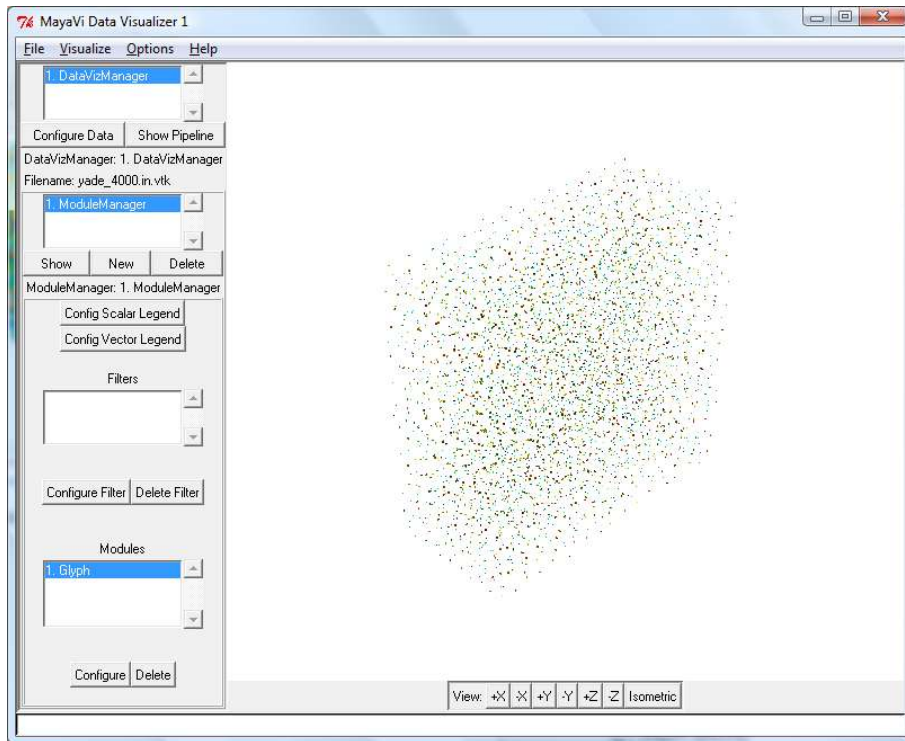 MayaVi Data Visualizer 1
File Visualize Options Help
1. DataVizManager
Configure Data Show Pipeline
DataVizManager: 1. DataVizManager
Filename: yade_4000.in.vtk
1. ModuleManager
Show New Delete
ModuleManager: 1. ModuleManager
Config Scalar Legend
Config Vector Legend
Filters
Configure Filter Delete Filter
Modules
1. Glyph
Configure Delete
View: +X -X +Y -Y +Z -Z Isometric